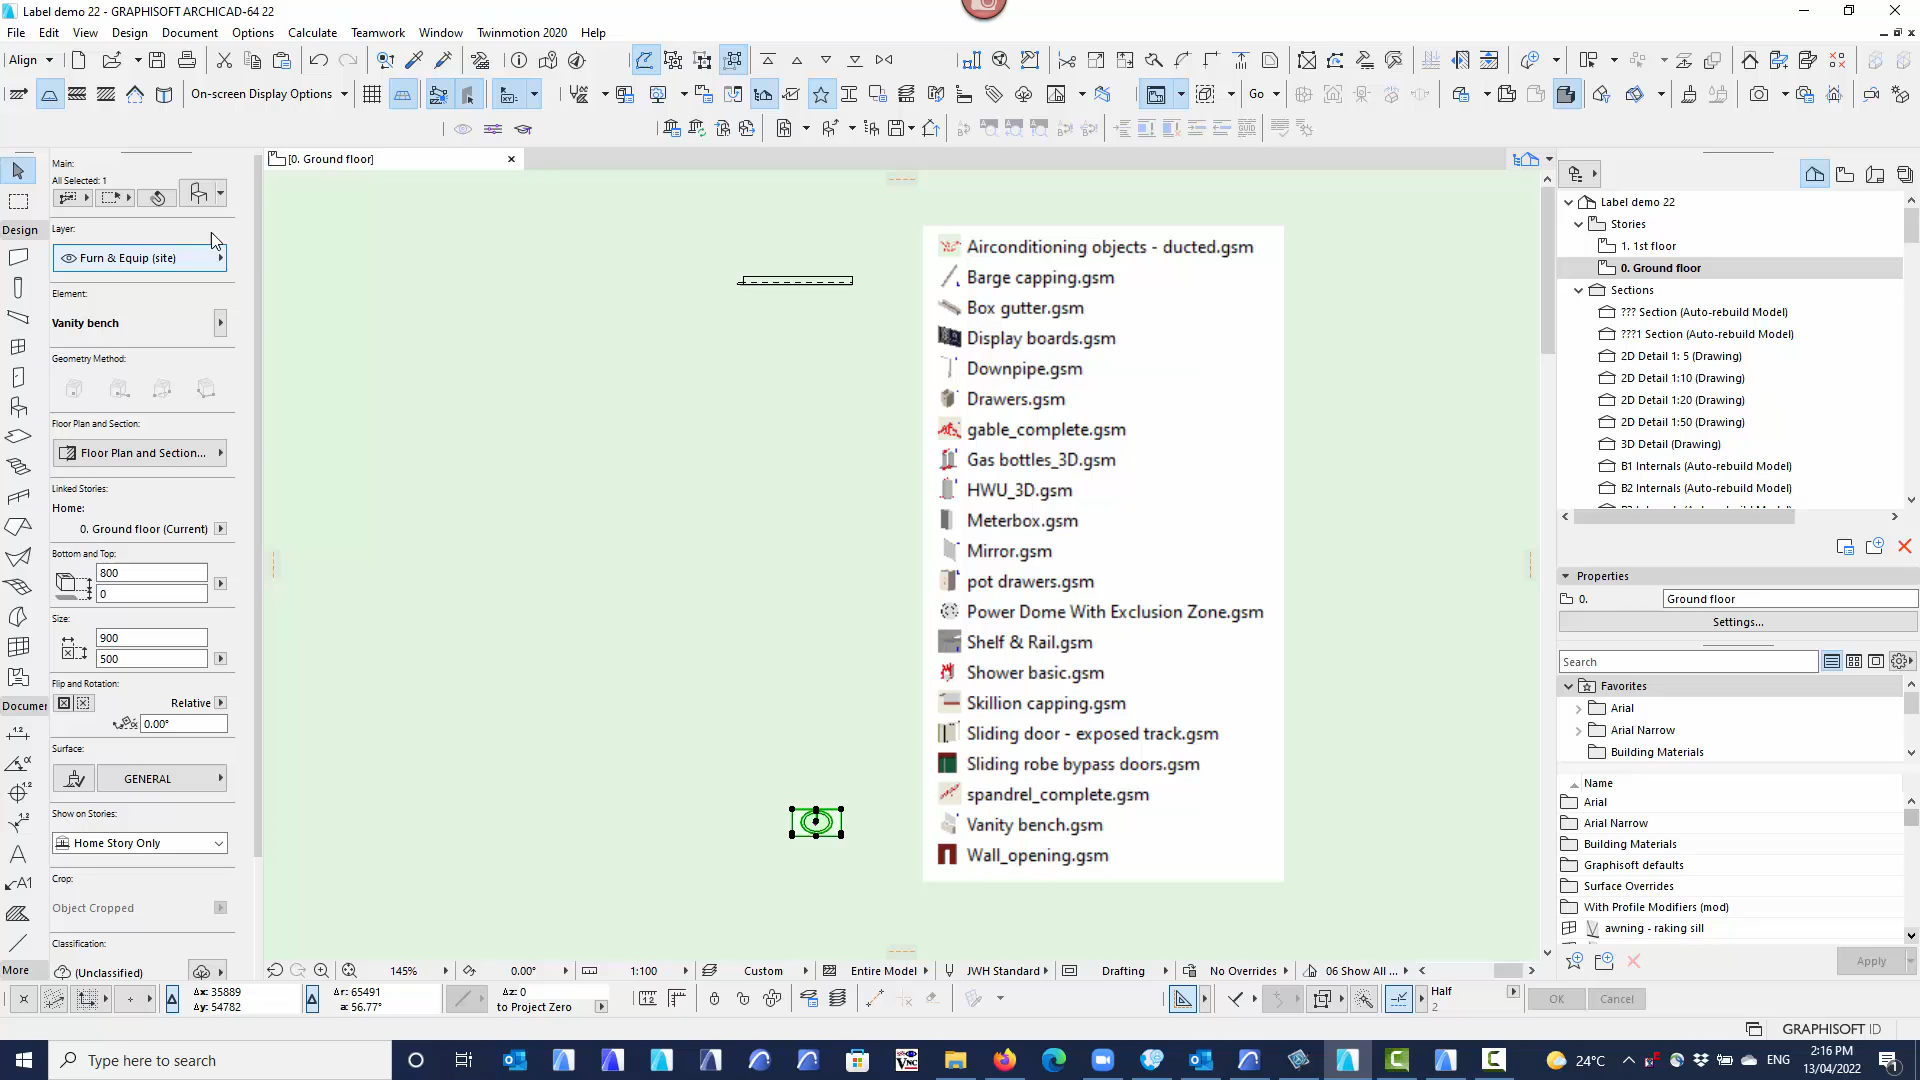 Label demo 22 - GRAPHISOFT ARCHICAD-64 22
File Edit View Design Document Options Calculate Teamwork Window Twinmotion 2020 Help
Align
On-screen Display Options
Go
Main:
All Selected: 1
[0. Ground floor]
Layer:
Design
Furn & Equip (site)
Element:
Vanity bench
Geometry Method:
Floor Plan and Section:
Floor Plan and Section...
Linked Stories:
Home:
0. Ground floor (Current)
Bottom and Top:
800
0
Size:
900
500
Flip and Rotation:
Relative
0.00°
Documer
Surface:
GENERAL
Show on Stories:
Home Story Only
Crop:
Object Cropped
Classification:
(Unclassified)
More
Airconditioning objects - ducted.gsm
Barge capping.gsm
Box gutter.gsm
Display boards.gsm
Downpipe.gsm
Drawers.gsm
gable_complete.gsm
Gas bottles_3D.gsm
HWU_3D.gsm
Meterbox.gsm
Mirror.gsm
pot drawers.gsm
Power Dome With Exclusion Zone.gsm
Shelf & Rail.gsm
Shower basic.gsm
Skillion capping.gsm
Sliding door - exposed track.gsm
Sliding robe bypass doors.gsm
spandrel_complete.gsm
Vanity bench.gsm
Wall_opening.gsm
Label demo 22
Stories
1. 1st floor
0. Ground floor
Sections
??? Section (Auto-rebuild Model)
???1 Section (Auto-rebuild Model)
2D Detail 1: 5 (Drawing)
2D Detail 1:10 (Drawing)
2D Detail 1:20 (Drawing)
2D Detail 1:50 (Drawing)
3D Detail (Drawing)
B1 Internals (Auto-rebuild Model)
B2 Internals (Auto-rebuild Model)
Properties
0. Ground floor
Settings...
Search
Favorites
Arial
Arial Narrow
Building Materials
Name
Arial
Arial Narrow
Building Materials
Graphisoft defaults
Surface Overrides
With Profile Modifiers (mod)
awning - raking sill
Apply
145% 0.00° 1:100 Custom Entire Model JWH Standard Drafting No Overrides 06 Show All ...
Δx: 35889
Δy: 54782
Δr: 65491
a: 56.77°
Δz: 0
to Project Zero
Half
2
OK Cancel
GRAPHISOFT ID
Type here to search
24°C
ENG
2:16 PM
13/04/2022